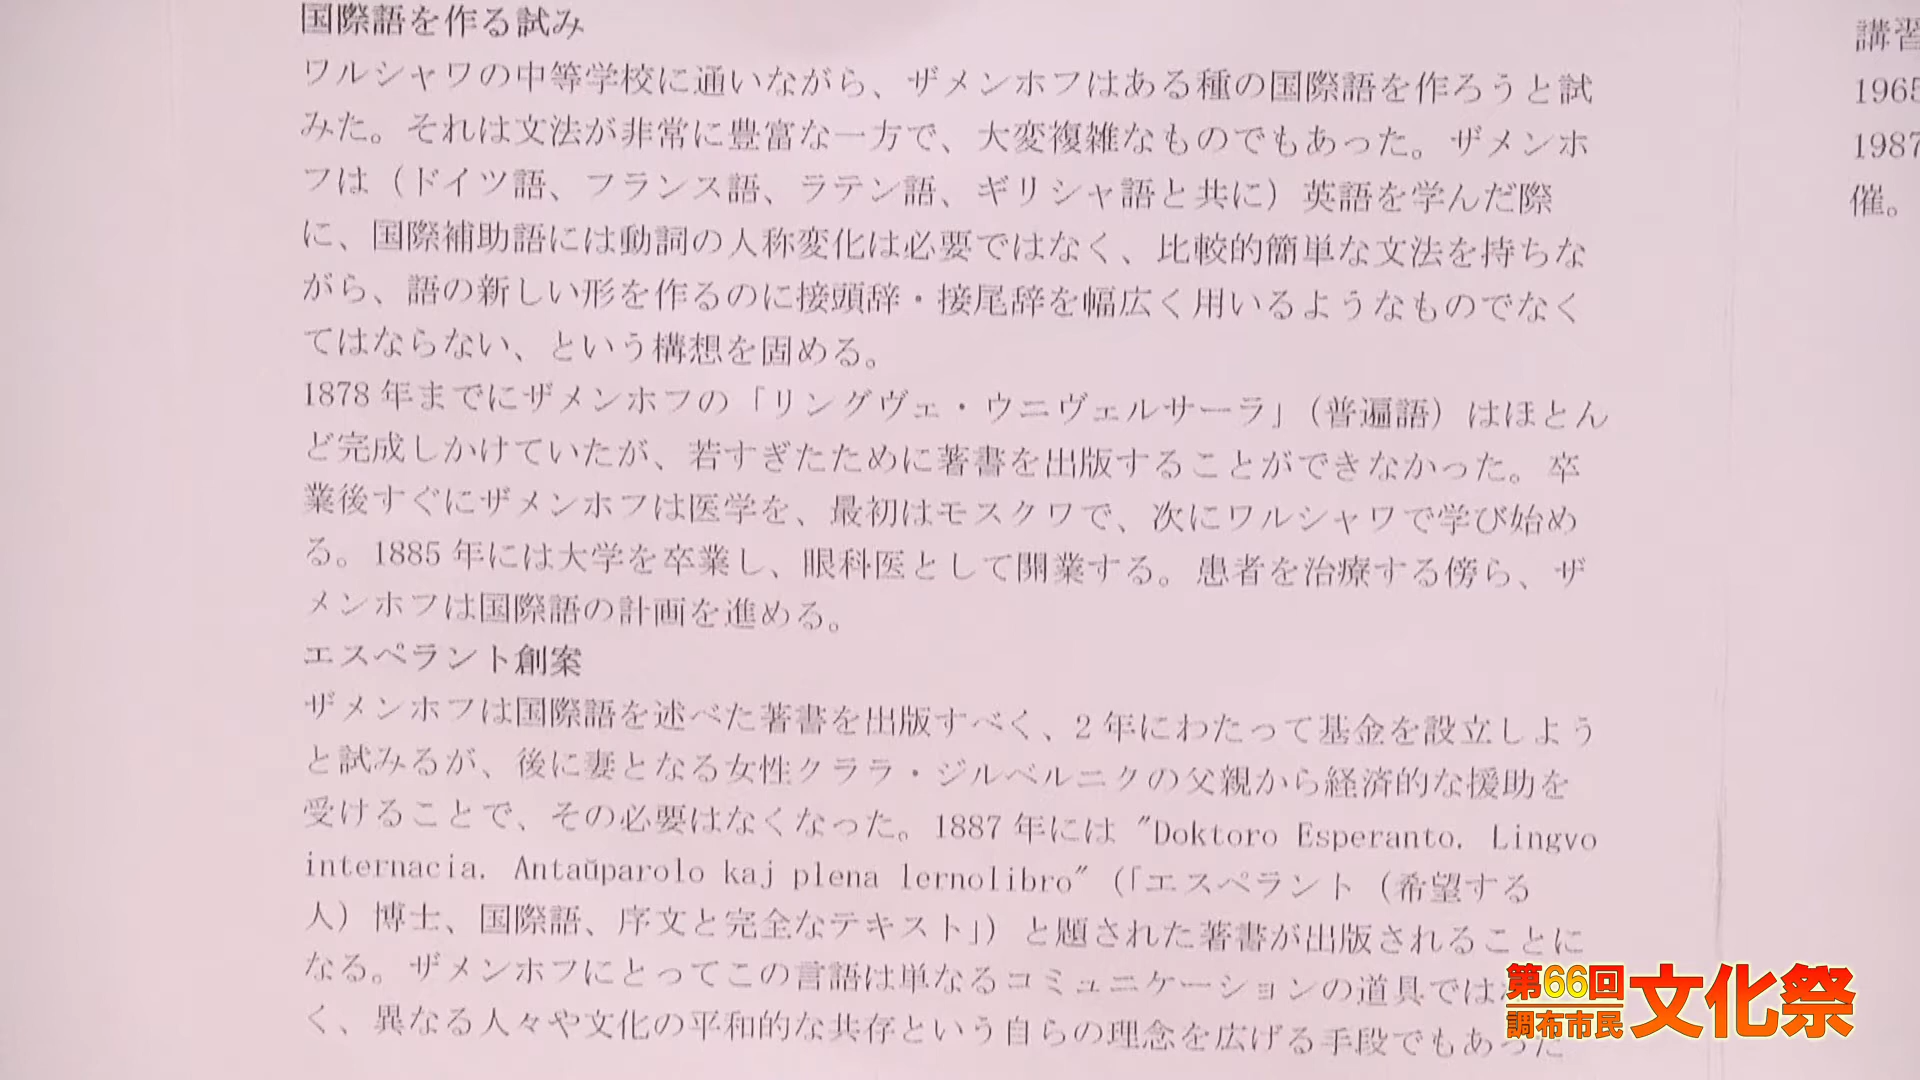 国際語を作る試み
ワルシャワの中等学校に通いながら、ザメンホフはある種の国際語を作ろうと試
みた。それは文法が非常に豊富な一方で、大変複雑なものでもあった。ザメンホ
フは（ドイツ語、フランス語、ラテン語、ギリシャ語と共に）英語を学んだ際
に、国際補助語には動詞の人称変化は必要ではなく、比較的簡単な文法を持ちな
がら、語の新しい形を作るのに接頭辞・接尾辞を幅広く用いるようなものでなく
てはならない、という構想を固める。
1878 年までにザメンホフの「リングヴェ・ウニヴェルサーラ」（普遍語）はほとん
ど完成しかけていたが、若すぎたために著書を出版することができなかった。卒
業後すぐにザメンホフは医学を、最初はモスクワで、次にワルシャワで学び始め
る。1885 年には大学を卒業し、眼科医として開業する。患者を治療する傍ら、ザ
メンホフは国際語の計画を進める。
エスペラント創案
ザメンホフは国際語を述べた著書を出版すべく、2 年にわたって基金を設立しよう
と試みるが、後に妻となる女性クララ・ジルベルニクの父親から経済的な援助を
受けることで、その必要はなくなった。1887 年には "Doktoro Esperanto. Lingvo
internacia. Antaŭparolo kaj plena lernolibro"（「エスペラント（希望する
人）博士、国際語、序文と完全なテキスト」）と題された著書が出版されることに
なる。ザメンホフにとってこの言語は単なるコミュニケーションの道具では
く、異なる人々や文化の平和的な共存という自らの理念を広げる手段でもあった
講習
1965
1987
催。
第66回
調布市民
文化祭